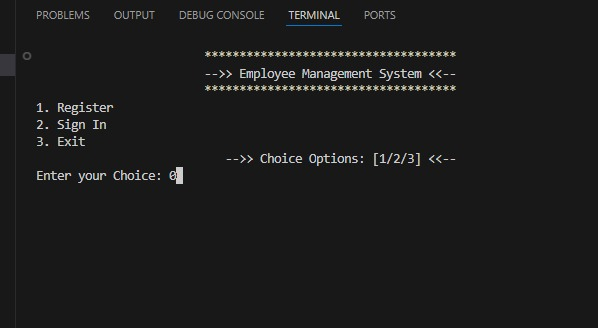 PROBLEMS OUTPUT DEBUG CONSOLE TERMINAL PORTS
************************************
-->> Employee Management System <<--
************************************
1. Register
2. Sign In
3. Exit
-->> Choice Options: [1/2/3] <<--
Enter your Choice: 0